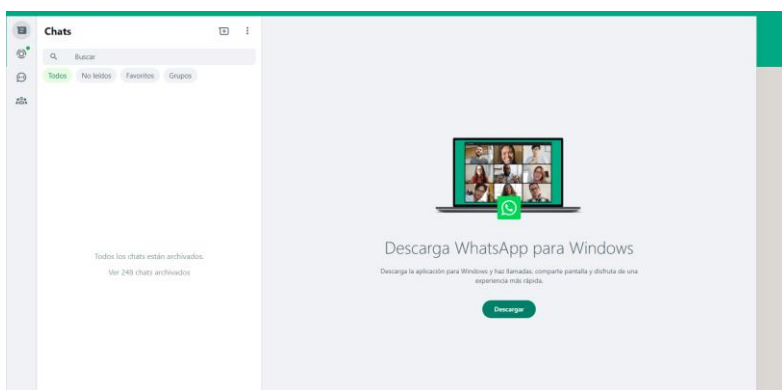 Chats
Buscar
Todos No leídos Favoritos Grupos
Todos los chats están archivados.
Ver 248 chats archivados
Descarga WhatsApp para Windows
Descarga la aplicación para Windows y haz llamadas, comparte pantalla y disfruta de una
experiencia más rápida.
Descargar